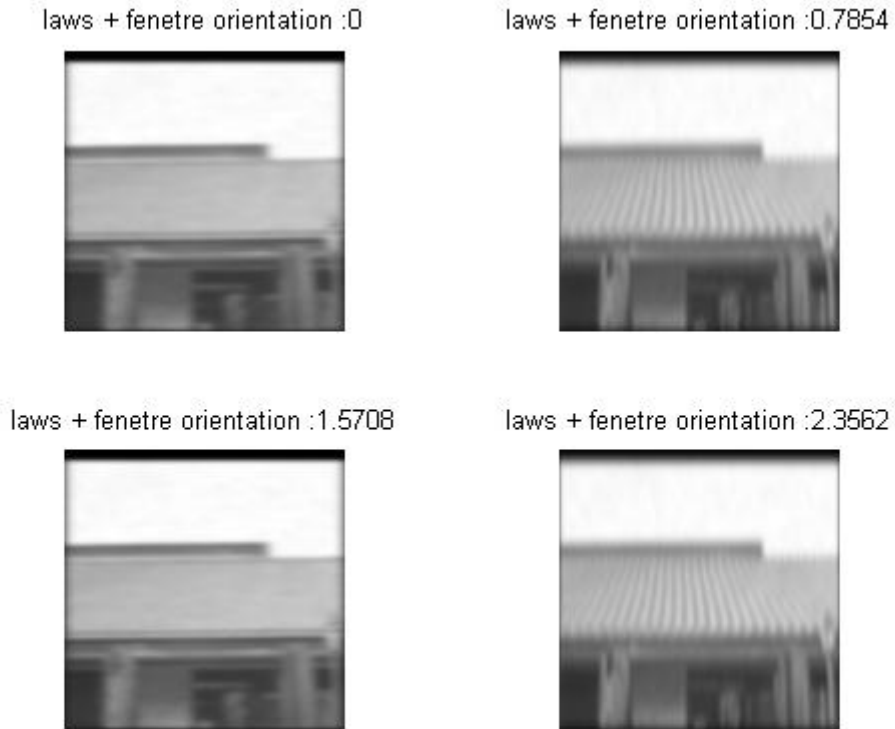 laws + fenetre orientation :0
laws + fenetre orientation :0.7854
laws + fenetre orientation :1.5708
laws + fenetre orientation :2.3562